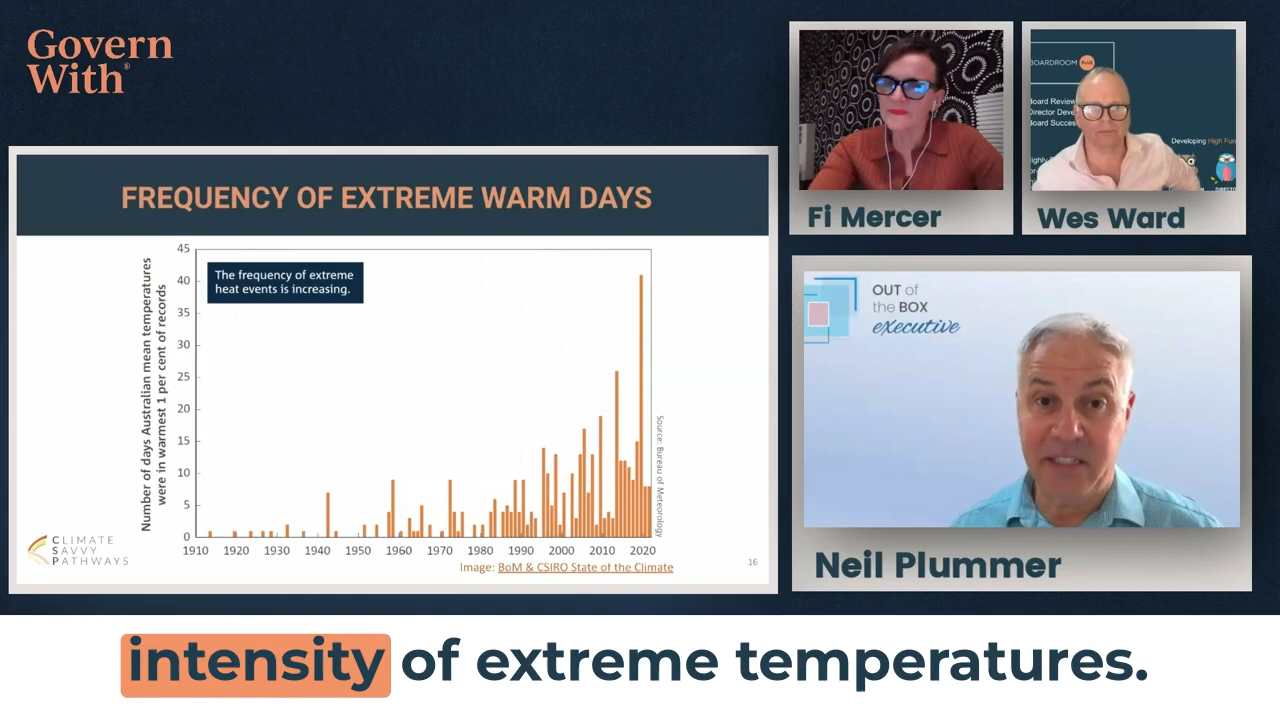 Govern
With®
FREQUENCY OF EXTREME WARM DAYS
The frequency of extreme
heat events is increasing.
Number of days Australian mean temperatures
were in warmest 1 per cent of records
45
40
35
30
25
20
15
10
5
0
1910 1920 1930 1940 1950 1960 1970 1980 1990 2000 2010 2020
Source: Bureau of Meteorology
Image: BoM & CSIRO State of the Climate
CLIMATE
SAVVY
PATHWAYS
16
Fi Mercer
BOARDROOM PLUS
Board Review
Director Deve
Board Succes
Developing High Fun
Wes Ward
OUT of
the BOX
executive
Neil Plummer
intensity of extreme temperatures.